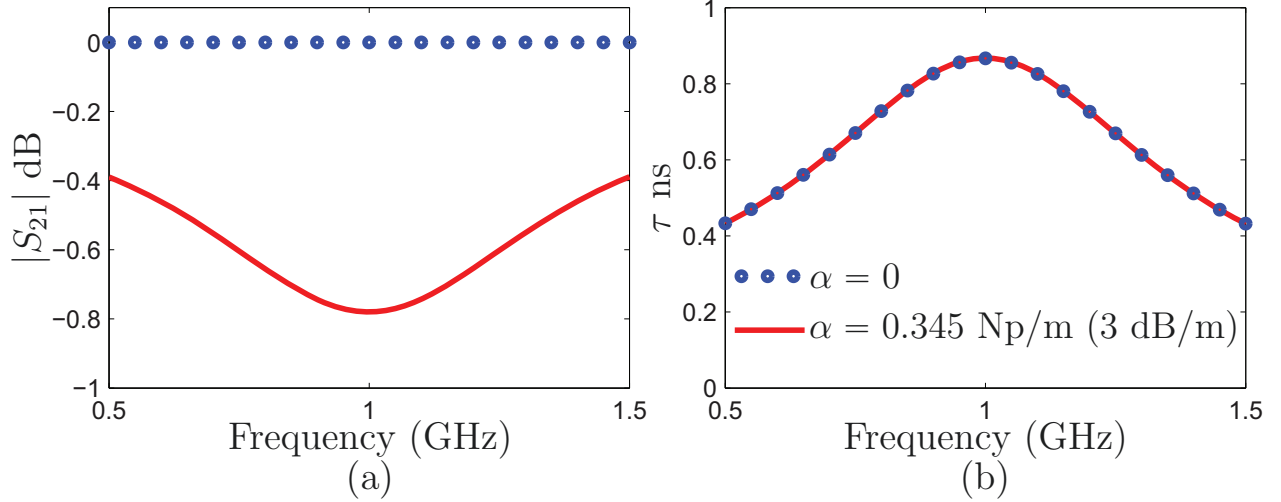 |S₂₁| dB
0
−0.2
−0.4
−0.6
−0.8
−1
0.5
1
1.5
Frequency (GHz)
(a)
τ ns
1
0.8
0.6
0.4
0.2
0
α = 0
α = 0.345 Np/m (3 dB/m)
0.5
1
1.5
Frequency (GHz)
(b)